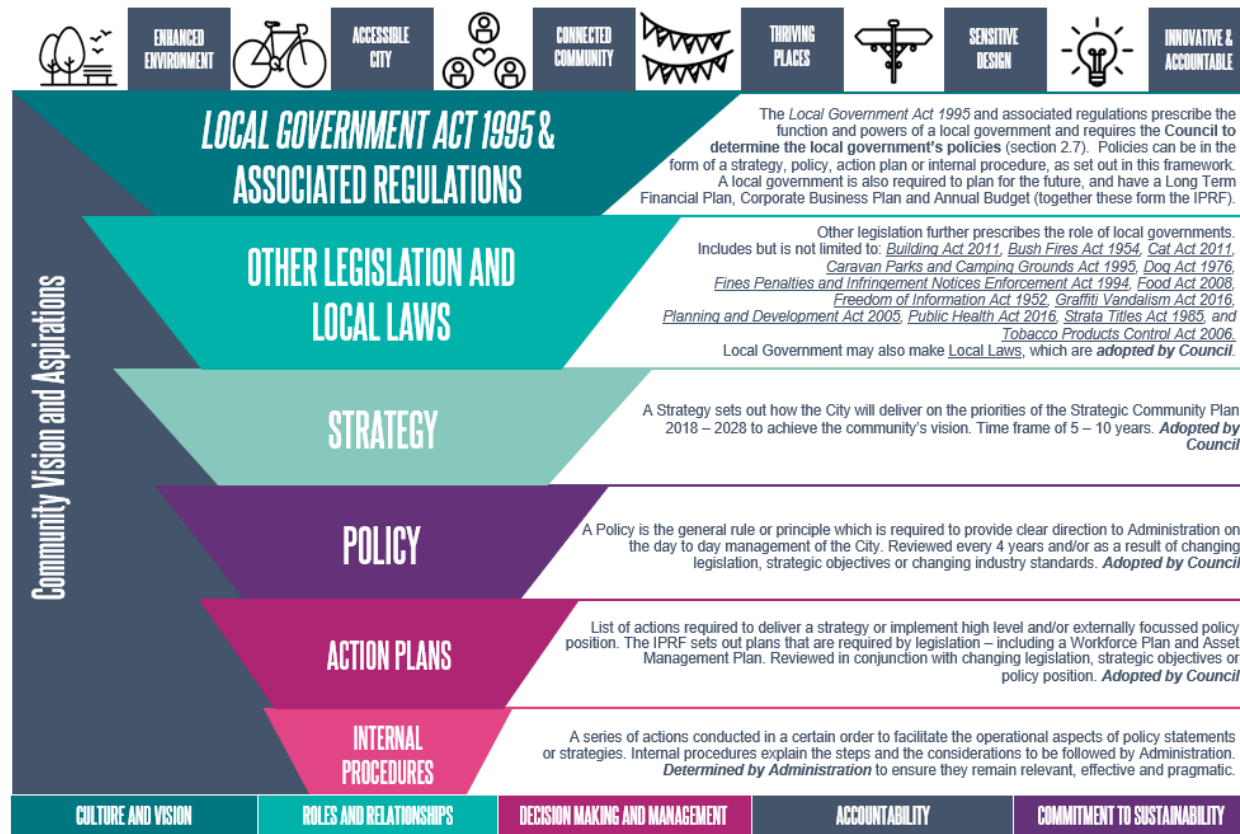 ENHANCED
ENVIRONMENT
ACCESSIBLE
CITY
CONNECTED
COMMUNITY
THRIVING
PLACES
SENSITIVE
DESIGN
INNOVATIVE &
ACCOUNTABLE
Community Vision and Aspirations
LOCAL GOVERNMENT ACT 1995 &
ASSOCIATED REGULATIONS
The Local Government Act 1995 and associated regulations prescribe the
function and powers of a local government and requires the Council to
determine the local government's policies (section 2.7). Policies can be in the
form of a strategy, policy, action plan or internal procedure, as set out in this framework.
A local government is also required to plan for the future, and have a Long Term
Financial Plan, Corporate Business Plan and Annual Budget (together these form the IPRF).
OTHER LEGISLATION AND
LOCAL LAWS
Other legislation further prescribes the role of local governments.
Includes but is not limited to: Building Act 2011, Bush Fires Act 1954, Cat Act 2011,
Caravan Parks and Camping Grounds Act 1995, Dog Act 1976,
Fines Penalties and Infringement Notices Enforcement Act 1994, Food Act 2008,
Freedom of Information Act 1952, Graffiti Vandalism Act 2016,
Planning and Development Act 2005, Public Health Act 2016, Strata Titles Act 1985, and
Tobacco Products Control Act 2006.
Local Government may also make Local Laws, which are adopted by Council.
STRATEGY
A Strategy sets out how the City will deliver on the priorities of the Strategic Community Plan
2018 – 2028 to achieve the community's vision. Time frame of 5 – 10 years. Adopted by
Council
POLICY
A Policy is the general rule or principle which is required to provide clear direction to Administration on
the day to day management of the City. Reviewed every 4 years and/or as a result of changing
legislation, strategic objectives or changing industry standards. Adopted by Council
ACTION PLANS
List of actions required to deliver a strategy or implement high level and/or externally focussed policy
position. The IPRF sets out plans that are required by legislation – including a Workforce Plan and Asset
Management Plan. Reviewed in conjunction with changing legislation, strategic objectives or
policy position. Adopted by Council
INTERNAL
PROCEDURES
A series of actions conducted in a certain order to facilitate the operational aspects of policy statements
or strategies. Internal procedures explain the steps and the considerations to be followed by Administration.
Determined by Administration to ensure they remain relevant, effective and pragmatic.
CULTURE AND VISION
ROLES AND RELATIONSHIPS
DECISION MAKING AND MANAGEMENT
ACCOUNTABILITY
COMMITMENT TO SUSTAINABILITY